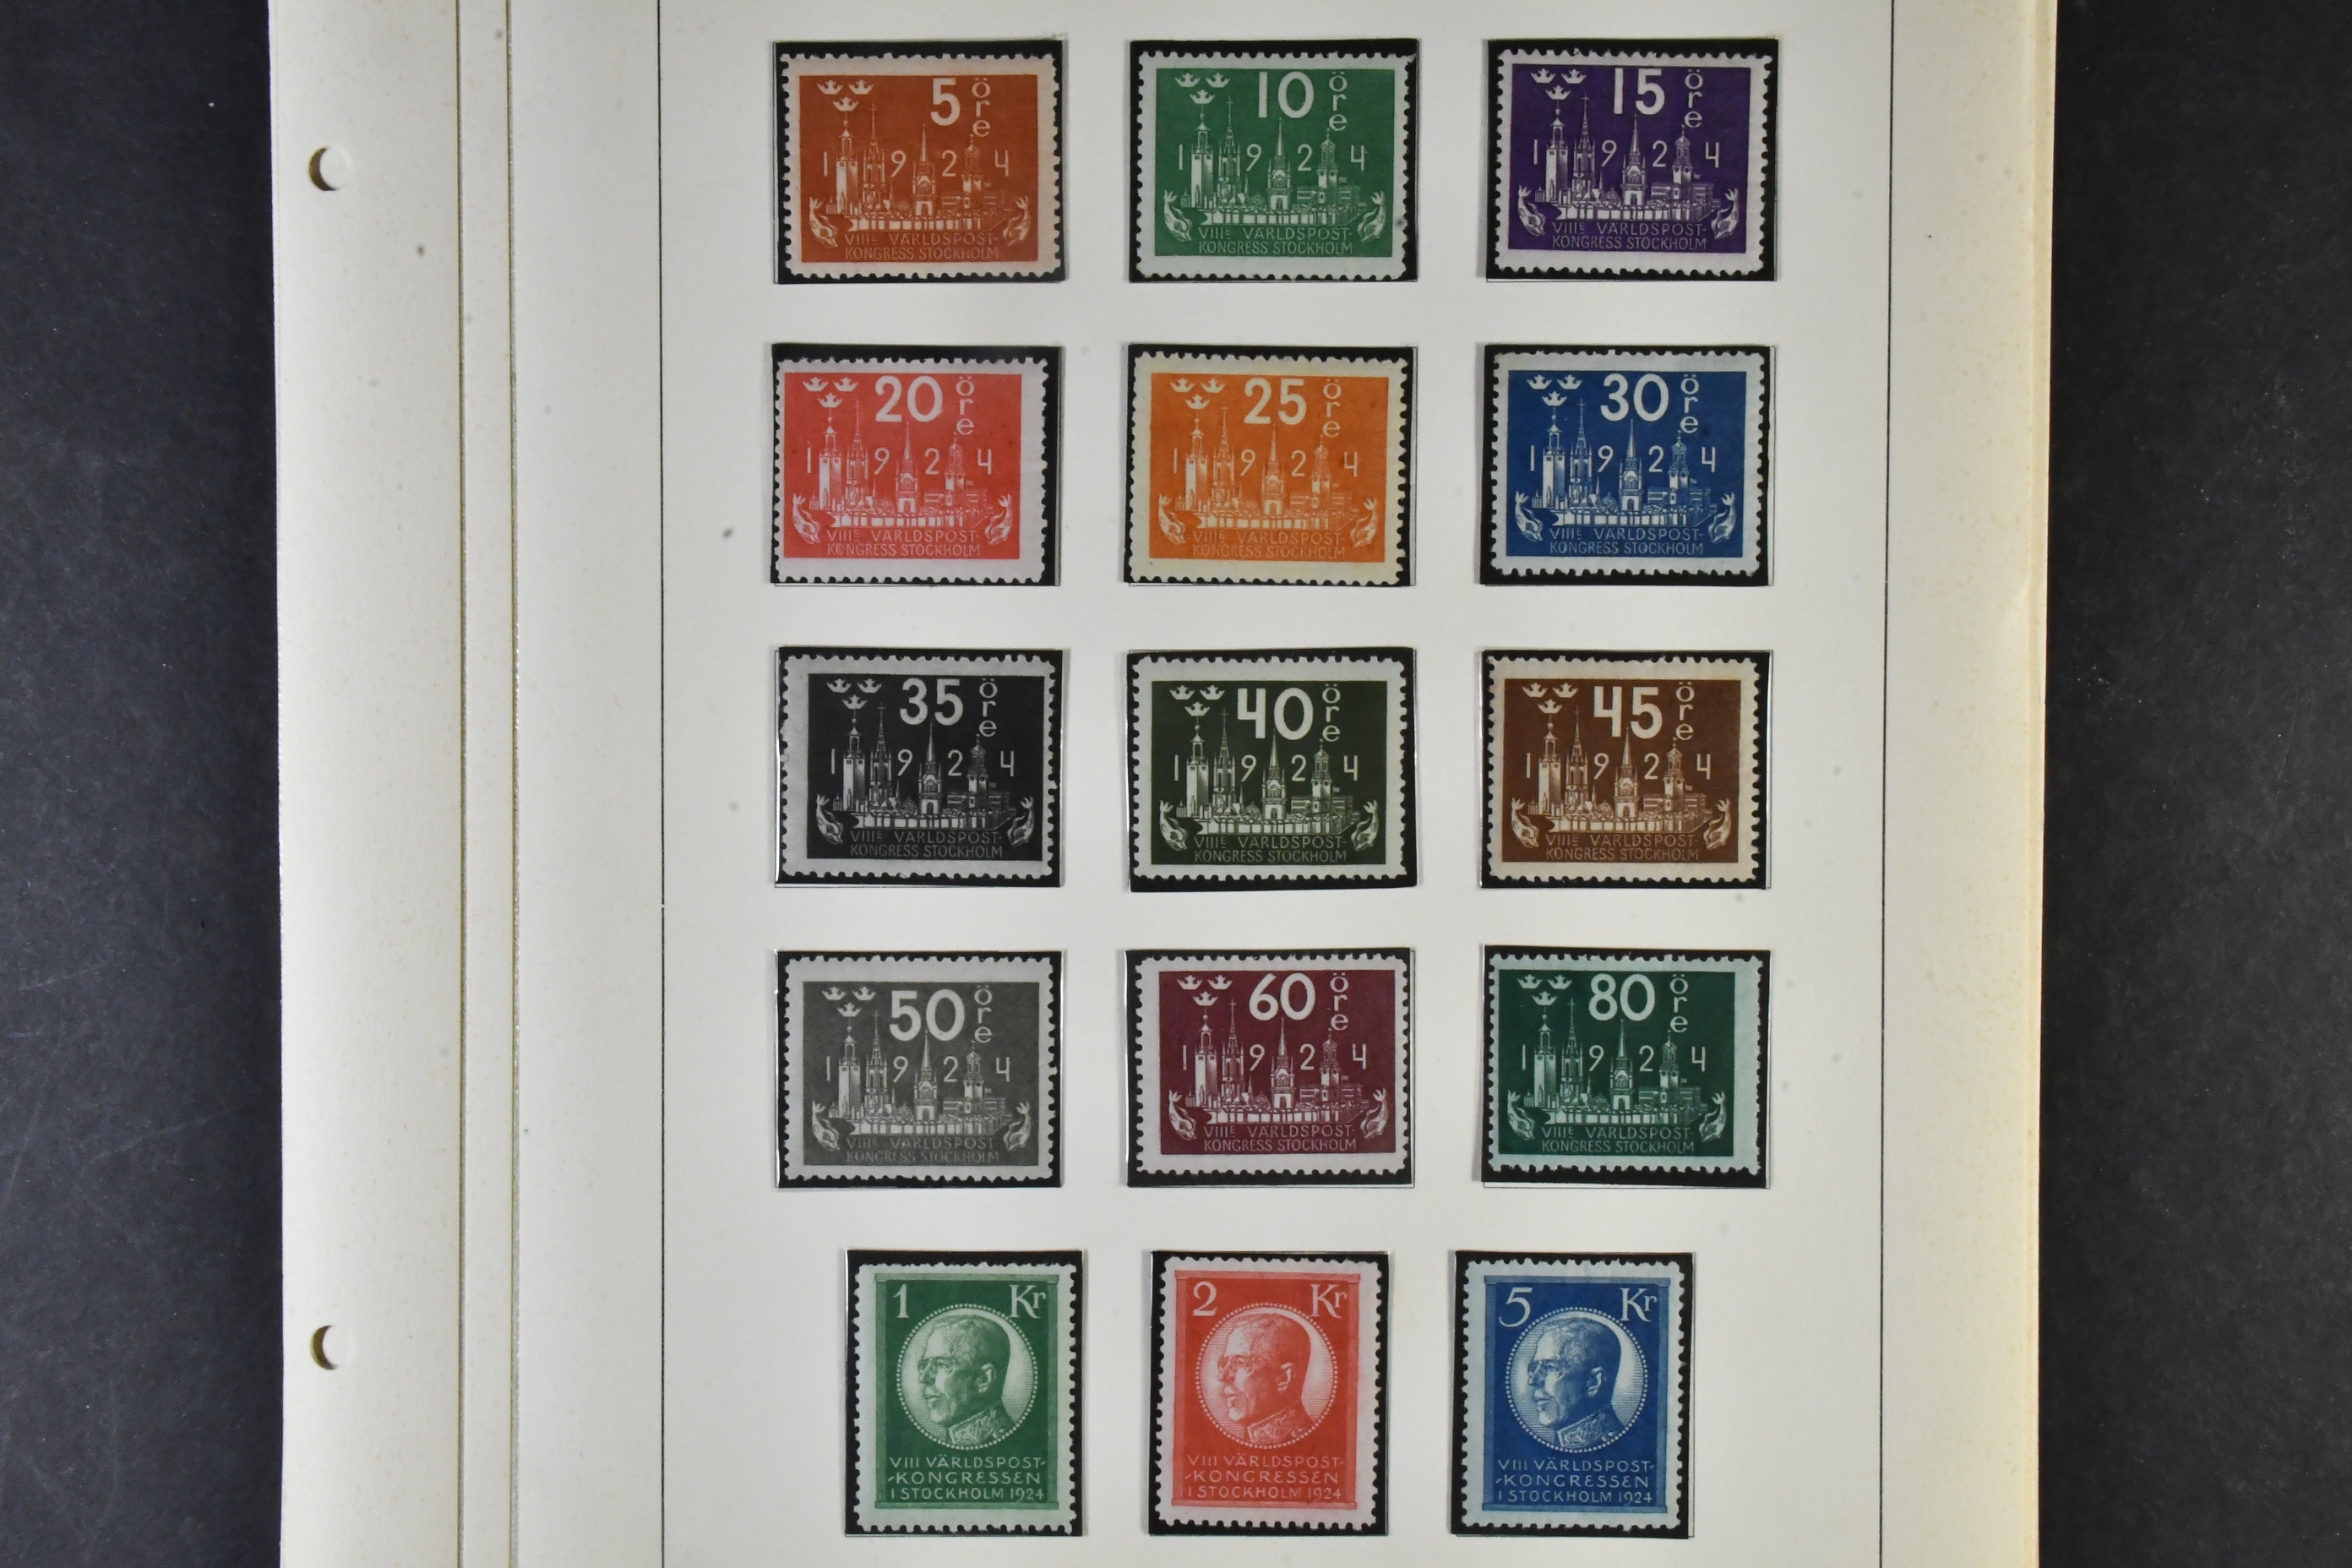 5 öre
1 9 2 4
VIIIE VÄRLDSPOST-
KONGRESS STOCKHOLM
10 öre
1 9 2 4
VIIIE VÄRLDSPOST-
KONGRESS STOCKHOLM
15 öre
1 9 2 4
VIIIE VÄRLDSPOST-
KONGRESS STOCKHOLM
20 öre
1 9 2 4
VIIIE VÄRLDSPOST-
KONGRESS STOCKHOLM
25 öre
1 9 2 4
VIIIE VÄRLDSPOST-
KONGRESS STOCKHOLM
30 öre
1 9 2 4
VIIIE VÄRLDSPOST-
KONGRESS STOCKHOLM
35 öre
1 9 2 4
VIIIE VÄRLDSPOST-
KONGRESS STOCKHOLM
40 öre
1 9 2 4
VIIIE VÄRLDSPOST-
KONGRESS STOCKHOLM
45 öre
1 9 2 4
VIIIE VÄRLDSPOST-
KONGRESS STOCKHOLM
50 öre
1 9 2 4
VIIIE VÄRLDSPOST-
KONGRESS STOCKHOLM
60 öre
1 9 2 4
VIIIE VÄRLDSPOST-
KONGRESS STOCKHOLM
80 öre
1 9 2 4
VIIIE VÄRLDSPOST-
KONGRESS STOCKHOLM
1 Kr
VIII VÄRLDSPOST-
-KONGRESSEN
I STOCKHOLM 1924
2 Kr
VIII VÄRLDSPOST-
-KONGRESSEN
I STOCKHOLM 1924
5 Kr
VIII VÄRLDSPOST-
-KONGRESSEN
I STOCKHOLM 1924